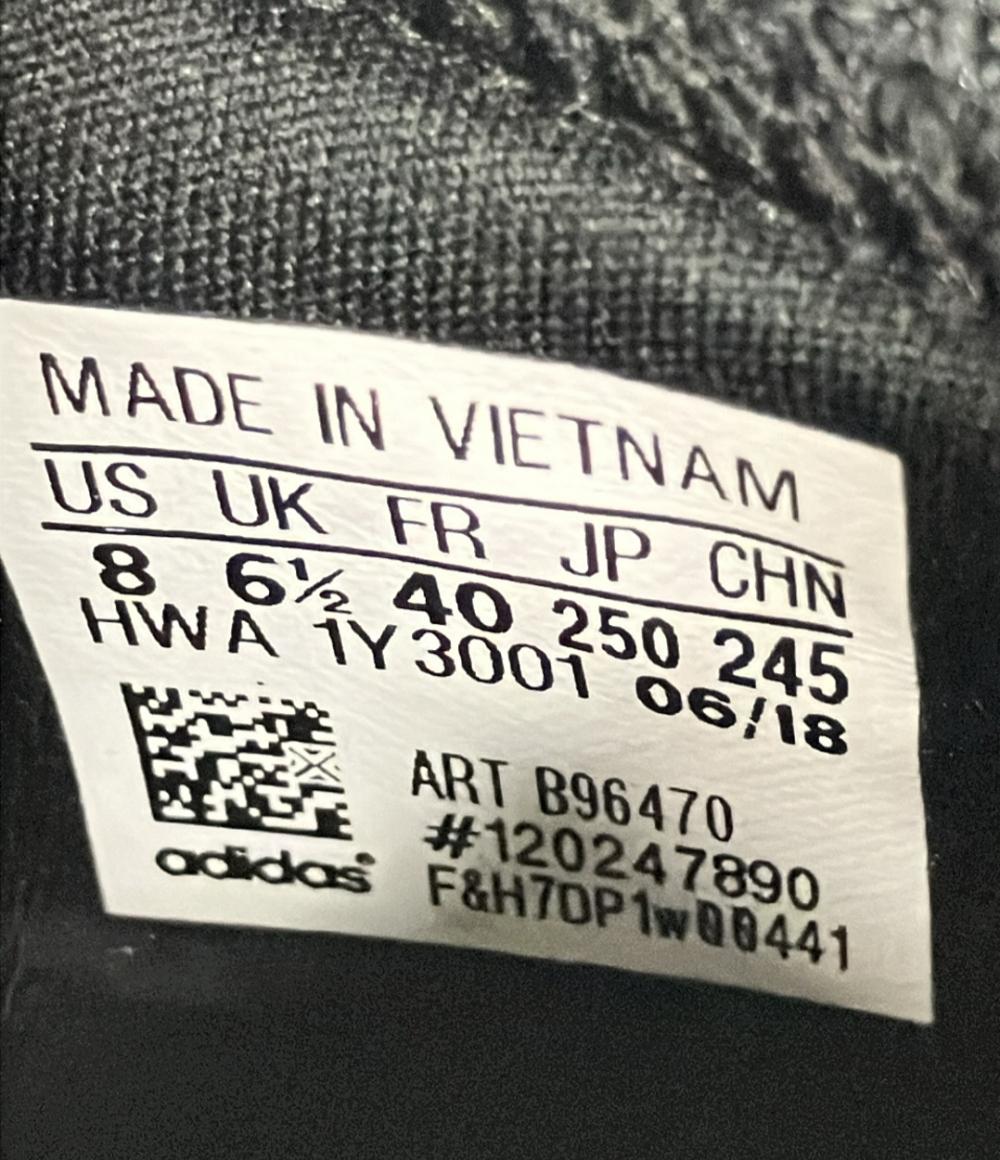 MADE IN VIETNAM
US UK FR JP CHN
8 6½ 40 250 245
HWA 1Y3001 06/18
ART B96470
#120247890
F&H7DP1w00441
adidas®